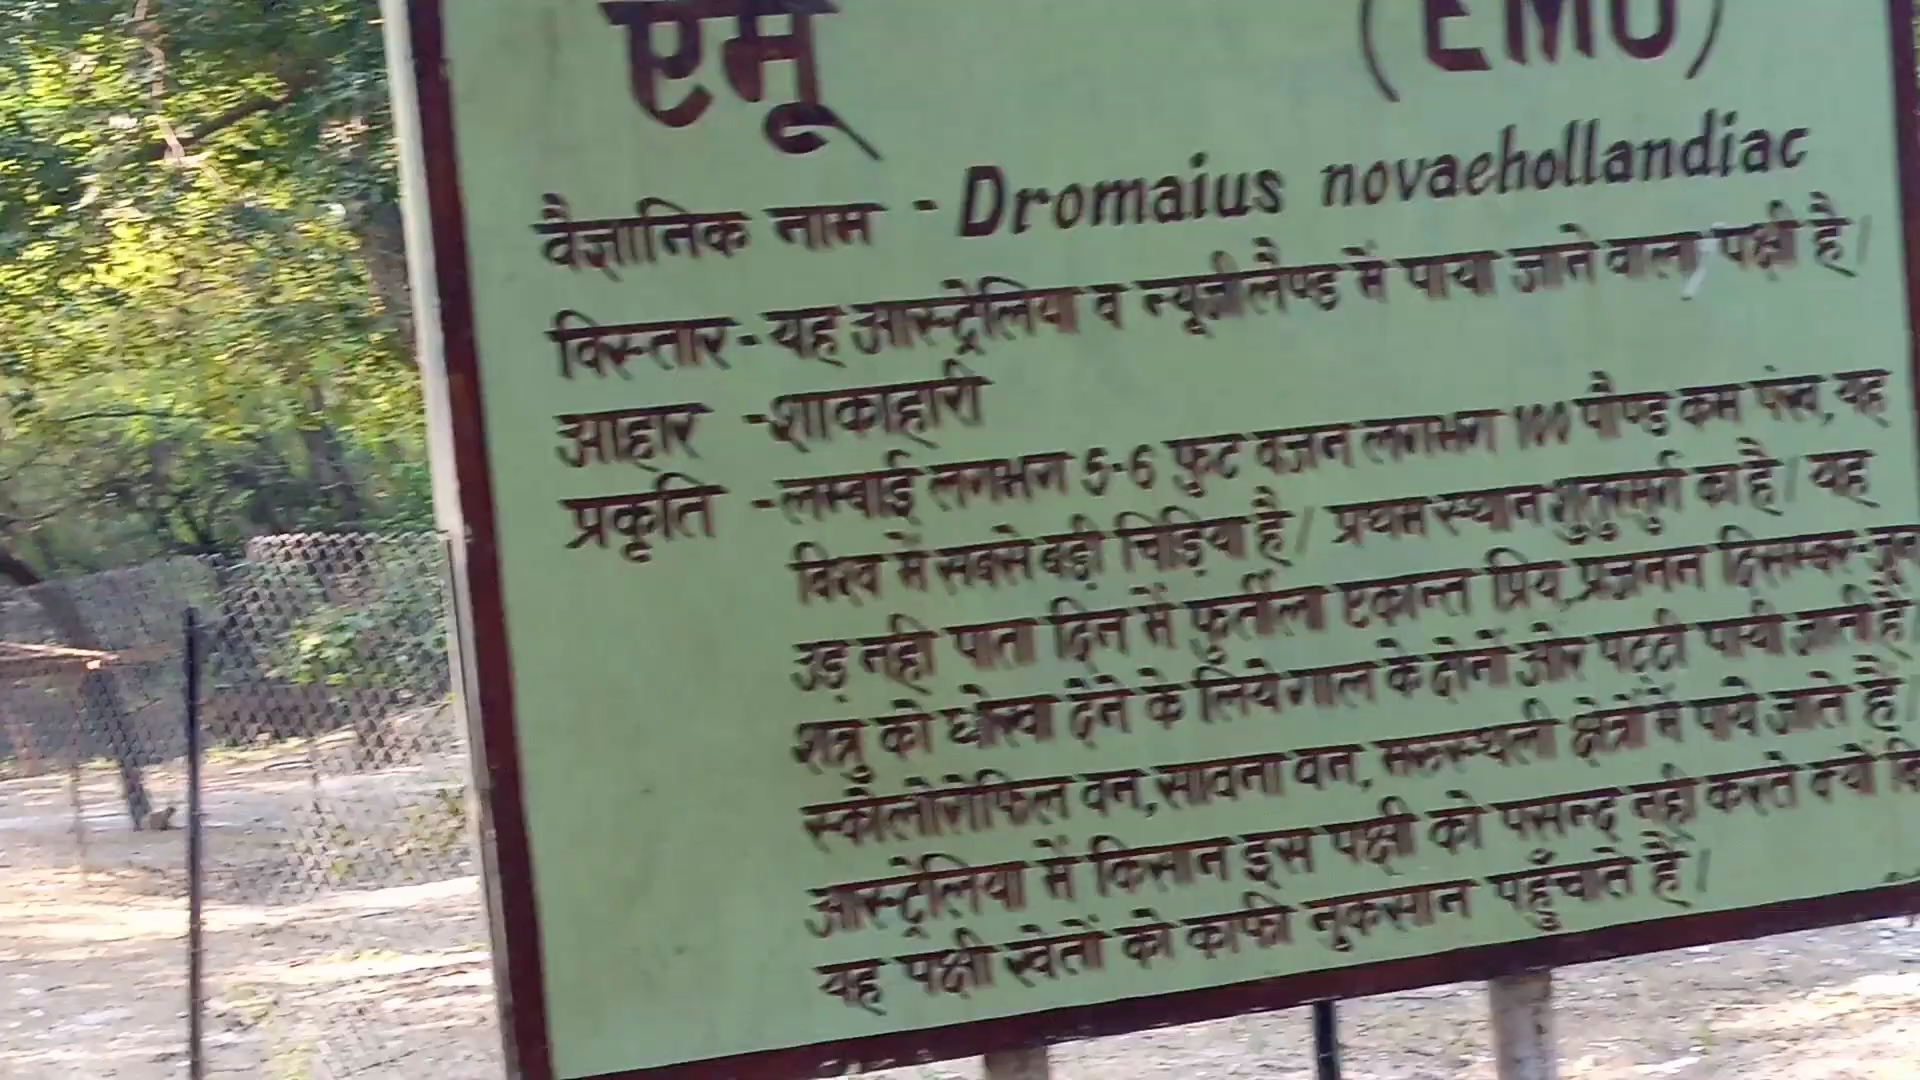 एमू (EMU)
वैज्ञानिक नाम - Dromaius novaehollandiac
विस्तार - यह आस्ट्रेलिया व न्यूज़ीलैण्ड में पाया जाने वाला पक्षी है।
आहार - शाकाहारी
प्रकृति - लम्बाई लगभग 5-6 फुट वजन लगभग 100 पौण्ड कम पंख, यह
विश्व में सबसे बड़ी चिड़िया है। प्रथम स्थान शुतुरमुर्ग का है। यह
उड़ नही पाता दिन में फुर्तीला एकान्त प्रिय, प्रजनन दिसम्बर-जून
शत्रु को धोखा देने के लिये गाल के दोनों ओर पट्टी पायी जाती है।
स्कैलोरोफिल वन, सावना वन, मरुस्थली क्षेत्रों में पाये जाते है।
आस्ट्रेलिया में किसान इस पक्षी को पसन्द नही करते क्यों कि
यह पक्षी खेतों को काफी नुकसान पहुँचाते है।